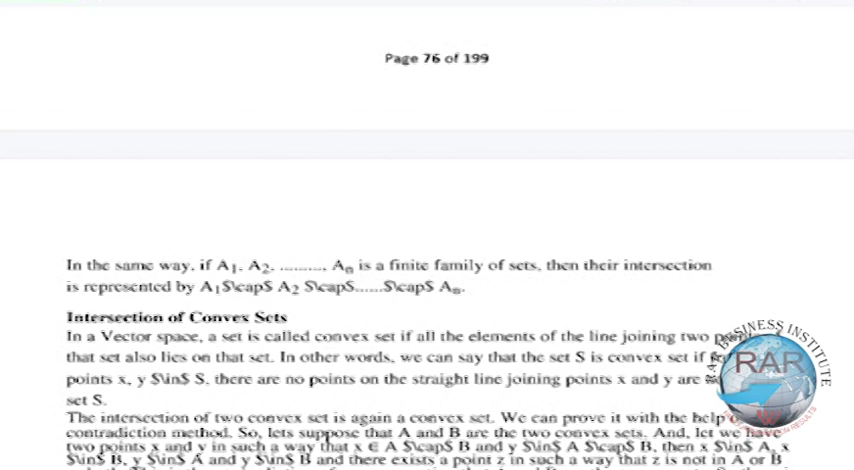 Page 76 of 199
In the same way, if A1, A2, .........., An is a finite family of sets, then their intersection
is represented by A1$\cap$ A2 $\cap$......$\cap$ An.
Intersection of Convex Sets
In a Vector space, a set is called convex set if all the elements of the line joining two
that set also lies on that set. In other words, we can say that the set S is convex set if
points x, y $\in$ S, there are no points on the straight line joining points x and y are
set S.
The intersection of two convex set is again a convex set. We can prove it with the help
contradiction method. So, lets suppose that A and B are the two convex sets. And, let we have
two points x and y in such a way that x ∈ A $\cap$ B and y $\in$ A $\cap$ B, then x $\in$ A, x
$\in$ B, y $\in$ A and y $\in$ B and there exists a point z in such a way that z is not in A or B
RAR BUSINESS INSTITUTE
RAR